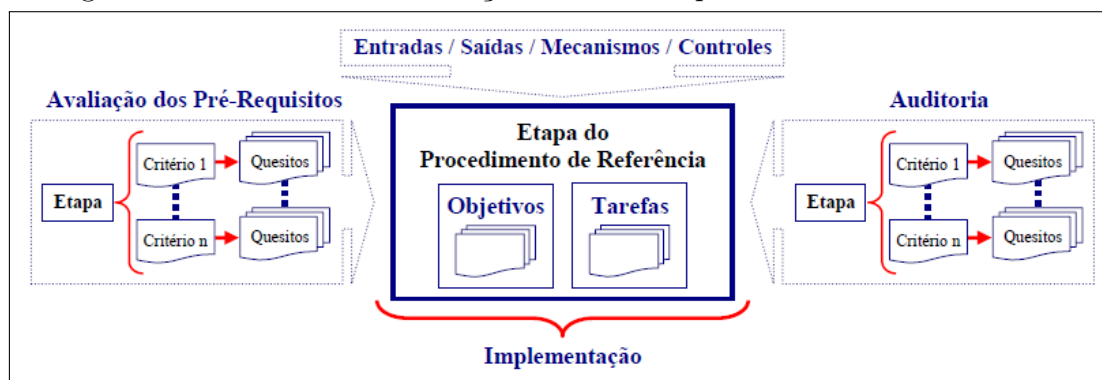 Entradas / Saídas / Mecanismos / Controles
Avaliação dos Pré-Requisitos
Etapa
Critério 1
Quesitos
Critério n
Quesitos
Etapa do
Procedimento de Referência
Objetivos
Tarefas
Implementação
Auditoria
Etapa
Critério 1
Quesitos
Critério n
Quesitos